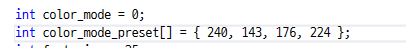 int color_mode = 0;
int color_mode_preset[] = { 240, 143, 176, 224 };